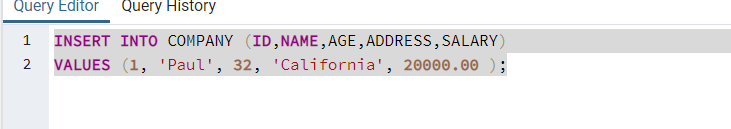 Query Editor Query History
1 INSERT INTO COMPANY (ID,NAME,AGE,ADDRESS,SALARY)
2 VALUES (1, 'Paul', 32, 'California', 20000.00 );